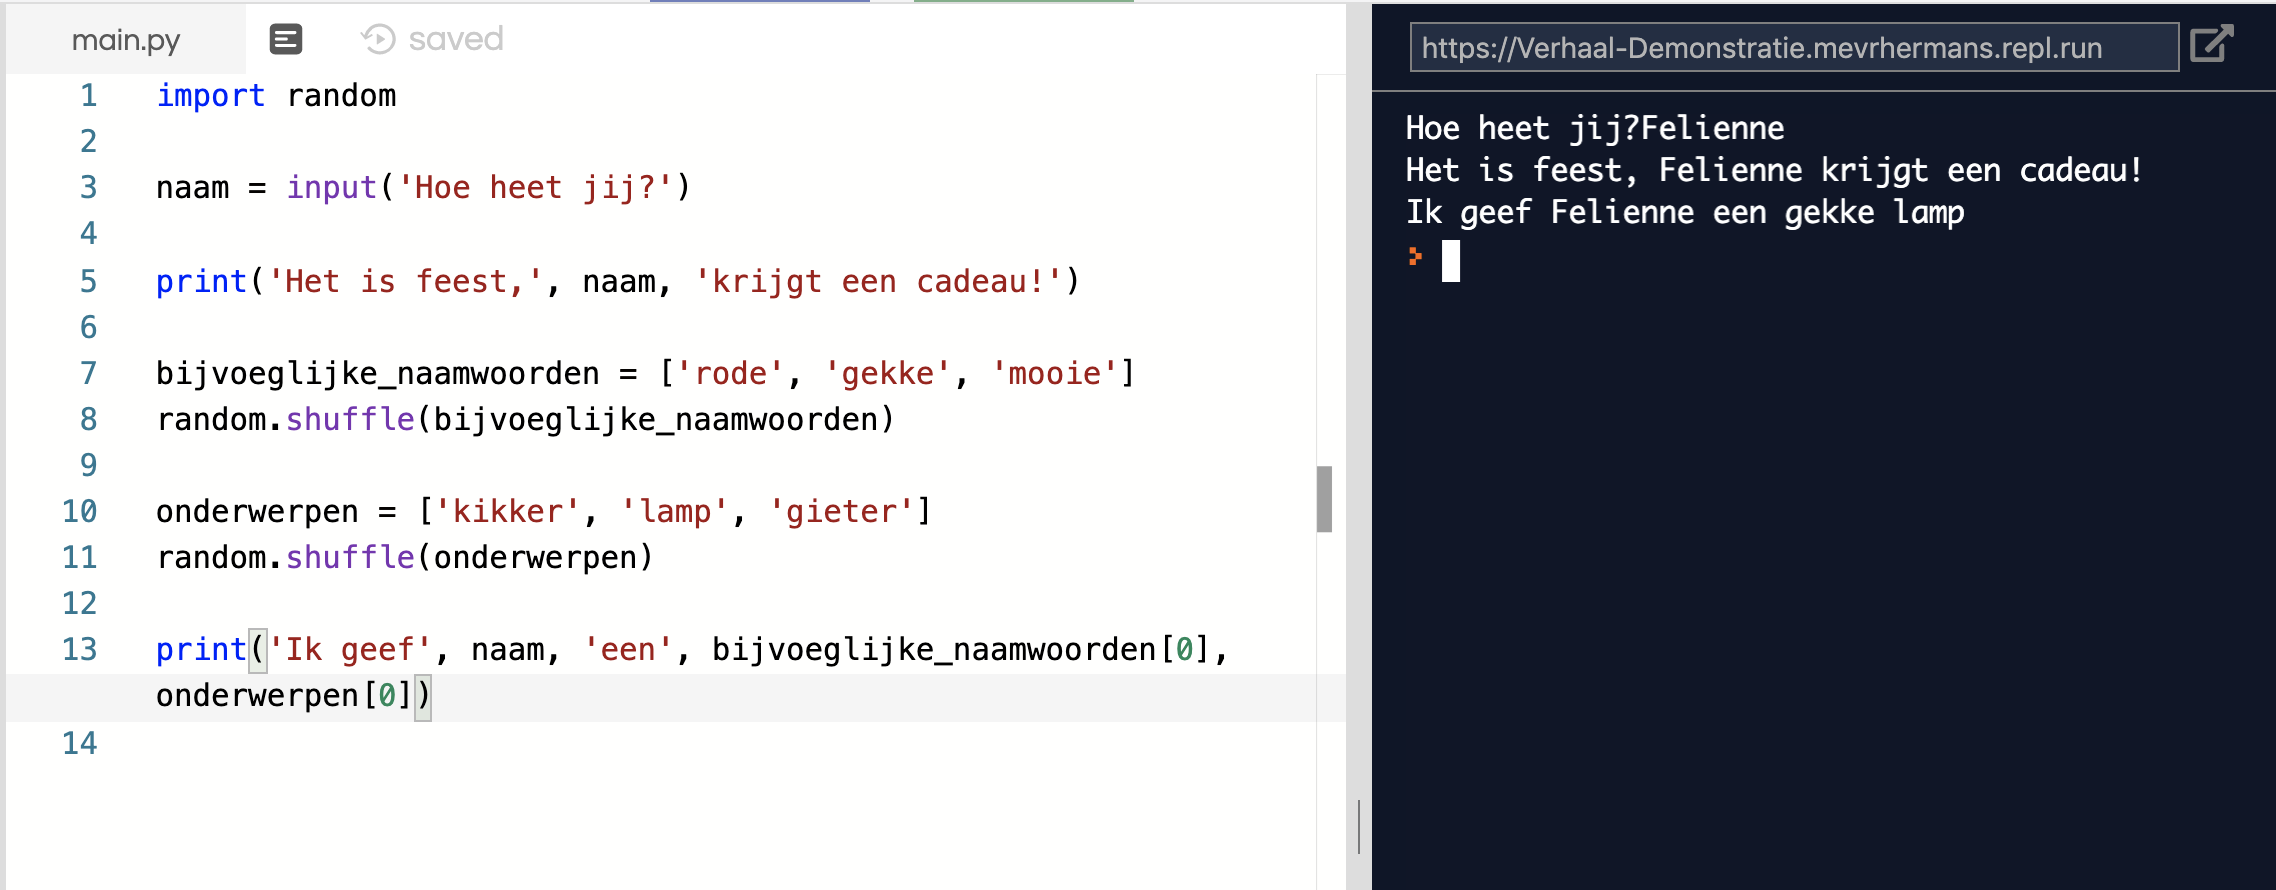 main.py saved
1 import random
2
3 naam = input('Hoe heet jij?')
4
5 print('Het is feest,', naam, 'krijgt een cadeau!')
6
7 bijvoeglijke_naamwoorden = ['rode', 'gekke', 'mooie']
8 random.shuffle(bijvoeglijke_naamwoorden)
9
10 onderwerpen = ['kikker', 'lamp', 'gieter']
11 random.shuffle(onderwerpen)
12
13 print('Ik geef', naam, 'een', bijvoeglijke_naamwoorden[0],
onderwerpen[0])
14
https://Verhaal-Demonstratie.mevrhermans.repl.run
Hoe heet jij?Felienne
Het is feest, Felienne krijgt een cadeau!
Ik geef Felienne een gekke lamp
>